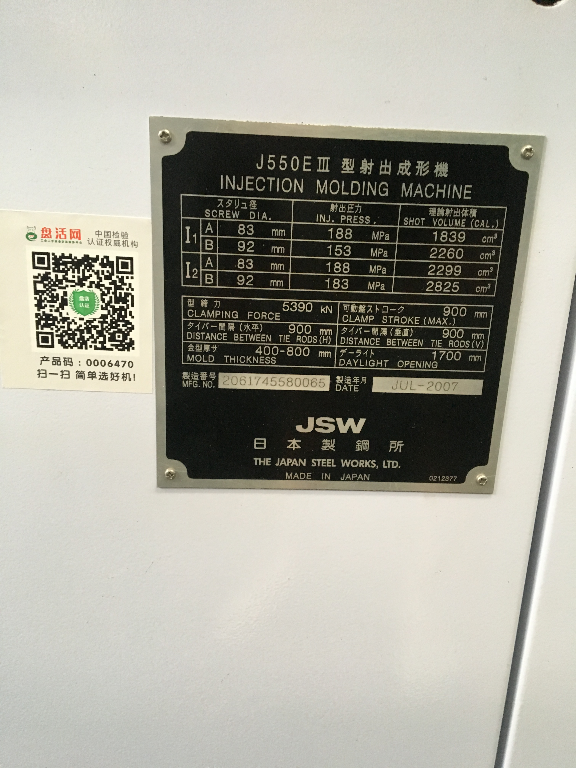 J550EⅢ 型射出成形機
INJECTION MOLDING MACHINE
スタリュ径 射出圧力 理論射出体積
SCREW DIA. INJ. PRESS. SHOT VOLUME (CAL.)
I1 A 83 mm 188 MPa 1839 cm³
B 92 mm 153 MPa 2260 cm³
I2 A 83 mm 188 MPa 2299 cm³
B 92 mm 183 MPa 2825 cm³
型締力 5390 kN 可動盤ストローク 900 mm
CLAMPING FORCE CLAMP STROKE (MAX.)
タイバー間隔 (水平) 900 mm タイバー間隔 (垂直) 900 mm
DISTANCE BETWEEN TIE RODS(H) DISTANCE BETWEEN TIE RODS(V)
金型厚サ 400-800 mm デーライト 1700 mm
MOLD THICKNESS DAYLIGHT OPENING
製造番号 2061745580065 製造年月 JUL-2007
MFG. NO. DATE
JSW
日本製鋼所
THE JAPAN STEEL WORKS, LTD.
MADE IN JAPAN 0212377
盘活网 中国检验
认证权威机构
盘活
认证
产品码：0006470
扫一扫 简单选好机!